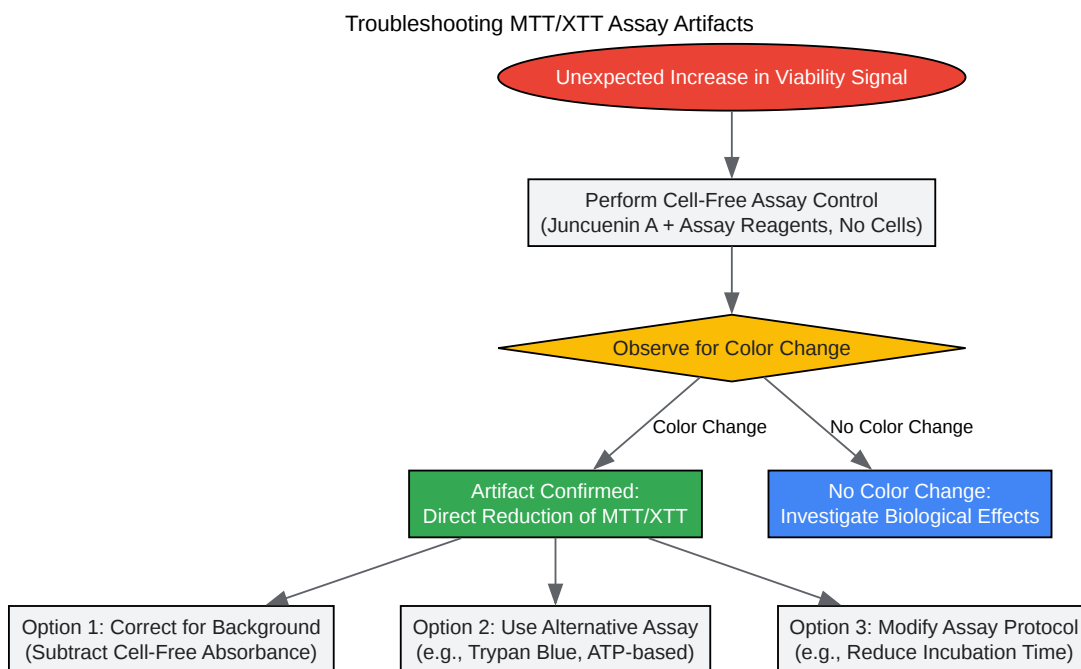 Troubleshooting MTT/XTT Assay Artifacts
Unexpected Increase in Viability Signal
Perform Cell-Free Assay Control
(Juncuenin A + Assay Reagents, No Cells)
Observe for Color Change
Color Change
No Color Change
Artifact Confirmed:
Direct Reduction of MTT/XTT
No Color Change:
Investigate Biological Effects
Option 1: Correct for Background
(Subtract Cell-Free Absorbance)
Option 2: Use Alternative Assay
(e.g., Trypan Blue, ATP-based)
Option 3: Modify Assay Protocol
(e.g., Reduce Incubation Time)